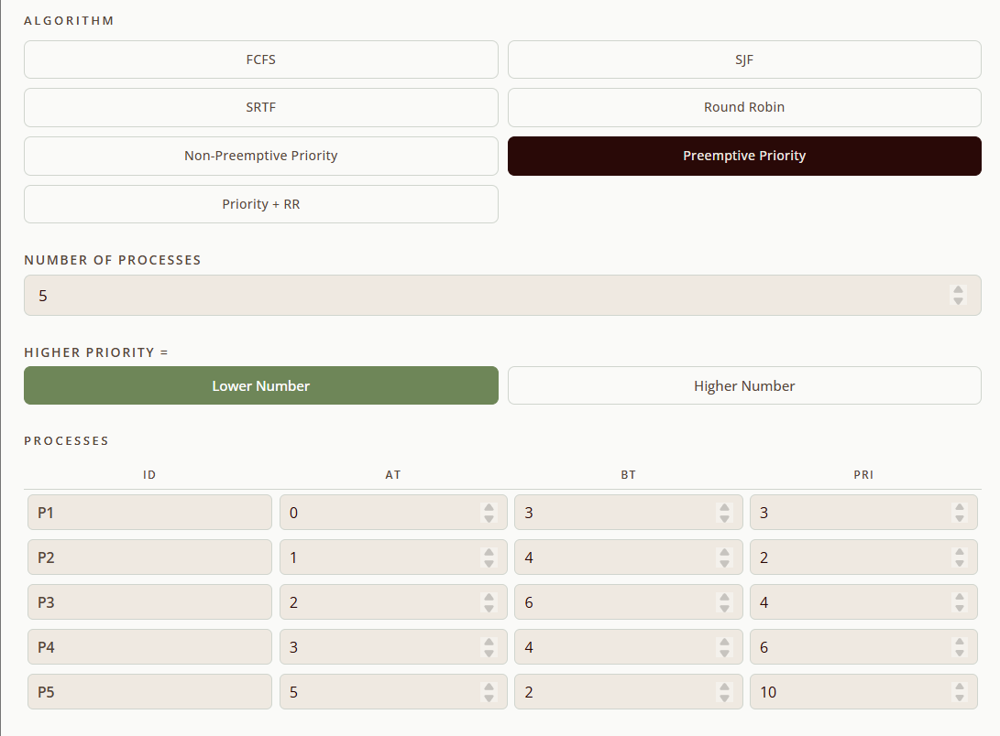 ALGORITHM
FCFS SJF
SRTF Round Robin
Non-Preemptive Priority Preemptive Priority
Priority + RR
NUMBER OF PROCESSES
5
HIGHER PRIORITY =
Lower Number Higher Number
PROCESSES
ID AT BT PRI
P1 0 3 3
P2 1 4 2
P3 2 6 4
P4 3 4 6
P5 5 2 10